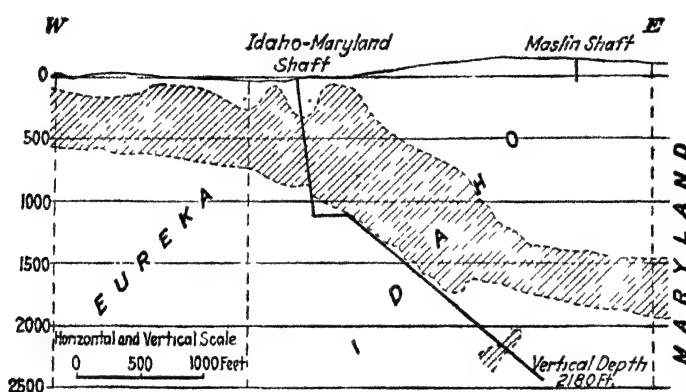 W
E
Idaho-Maryland
Shaft
Maslin Shaft
0
500
1000
1500
2000
2500
EUREKA
IDAHO
MARYLAND
Horizontal and Vertical Scale
0 500 1000 Feet
Vertical Depth
2180 Ft.